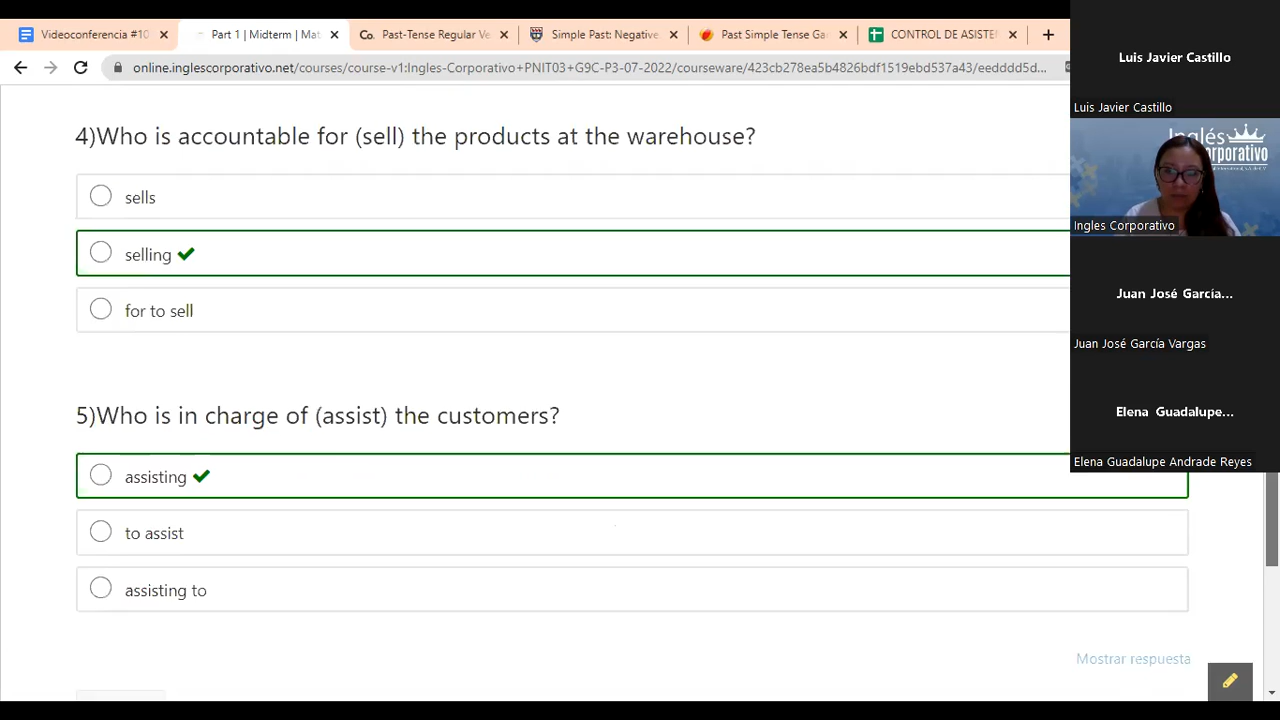 Videoconferencia #10
Part 1 | Midterm | Mat
Co.
Past-Tense Regular Ve
Simple Past: Negative
Past Simple Tense Ga
CONTROL DE ASISTE
online.inglescorporativo.net/courses/course-v1:Ingles-Corporativo+PNIT03+G9C-P3-07-2022/courseware/423cb278ea5b4826bdf1519ebd537a43/eedddd5d...
4)Who is accountable for (sell) the products at the warehouse?
sells
selling
for to sell
5)Who is in charge of (assist) the customers?
assisting
to assist
assisting to
Mostrar respuesta
Luis Javier Castillo
Luis Javier Castillo
Inglés
Ingles Corporativo
Juan José García...
Juan José García Vargas
Elena Guadalupe...
Elena Guadalupe Andrade Reyes